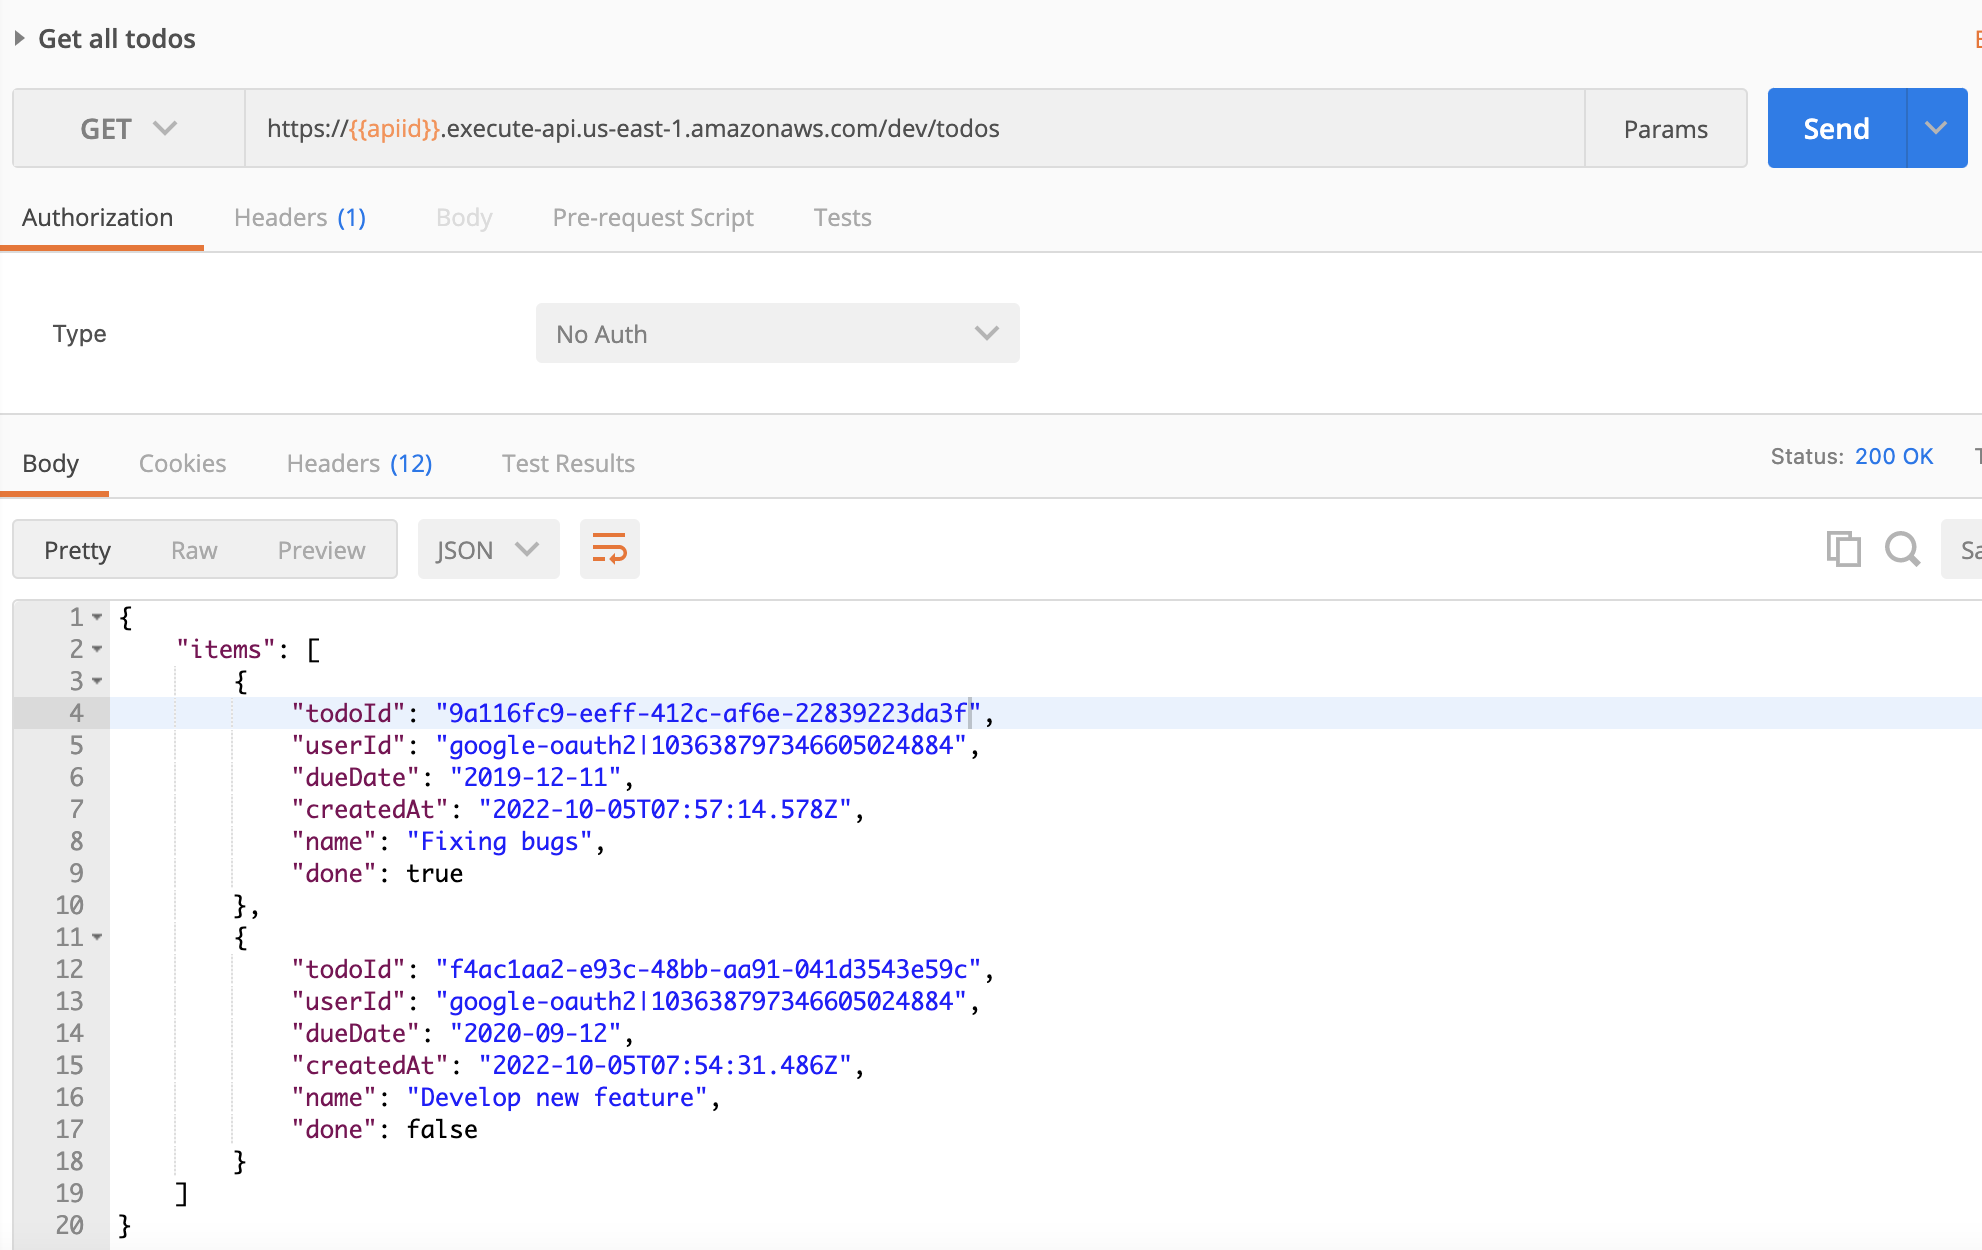 Get all todos
GET https://{{apiid}}.execute-api.us-east-1.amazonaws.com/dev/todos Params Send
Authorization Headers (1) Body Pre-request Script Tests
Type No Auth
Body Cookies Headers (12) Test Results Status: 200 OK
Pretty Raw Preview JSON Sa
1 {
2 "items": [
3 {
4 "todoId": "9a116fc9-eeff-412c-af6e-22839223da3f",
5 "userId": "google-oauth2|103638797346605024884",
6 "dueDate": "2019-12-11",
7 "createdAt": "2022-10-05T07:57:14.578Z",
8 "name": "Fixing bugs",
9 "done": true
10 },
11 {
12 "todoId": "f4ac1aa2-e93c-48bb-aa91-041d3543e59c",
13 "userId": "google-oauth2|103638797346605024884",
14 "dueDate": "2020-09-12",
15 "createdAt": "2022-10-05T07:54:31.486Z",
16 "name": "Develop new feature",
17 "done": false
18 }
19 ]
20 }